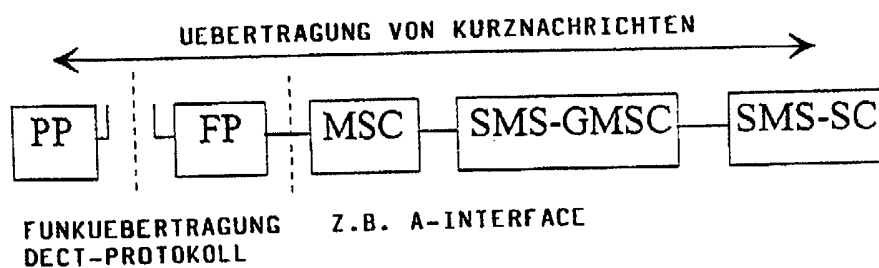 UEBERTRAGUNG VON KURZNACHRICHTEN
PP FP MSC SMS-GMSC SMS-SC
FUNKUEBERTRAGUNG Z.B. A-INTERFACE
DECT-PROTOKOLL